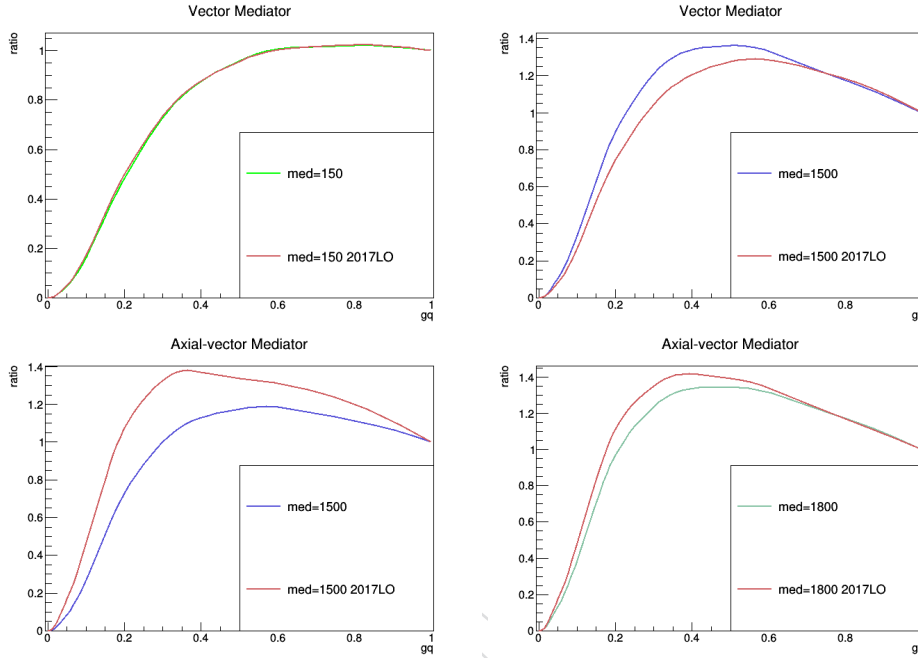 Vector Mediator
ratio
1
0.8
0.6
0.4
0.2
0
0 0.2 0.4 0.6 0.8 1
gq
med=150
med=150 2017LO
Vector Mediator
ratio
1.4
1.2
1
0.8
0.6
0.4
0.2
0
0 0.2 0.4 0.6 0.8
gq
med=1500
med=1500 2017LO
Axial-vector Mediator
ratio
1.4
1.2
1
0.8
0.6
0.4
0.2
0
0 0.2 0.4 0.6 0.8 1
gq
med=1500
med=1500 2017LO
Axial-vector Mediator
ratio
1.4
1.2
1
0.8
0.6
0.4
0.2
0
0 0.2 0.4 0.6 0.8
gq
med=1800
med=1800 2017LO